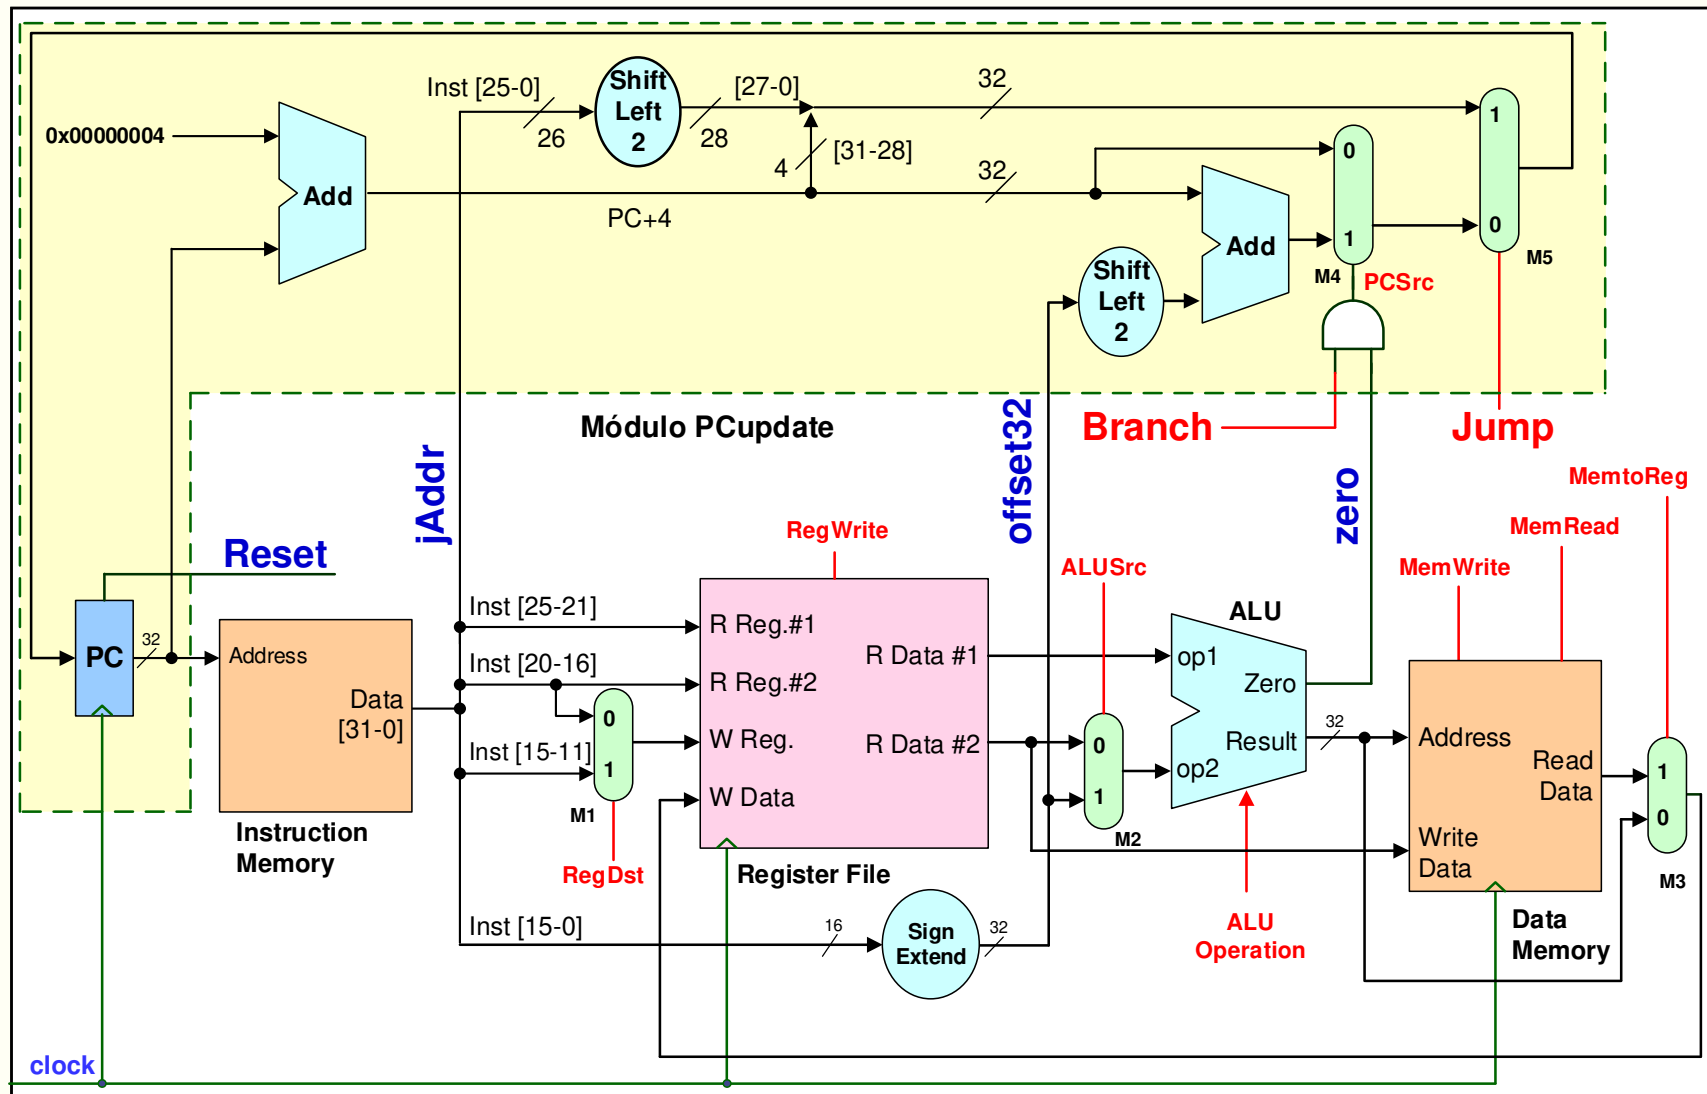 Inst [25-0]
26
Shift
Left
2
28
[27-0]
32
1
0
M5
0x00000004
Add
4
[31-28]
PC+4
32
0
1
M4
PCSrc
Add
Shift
Left
2
Módulo PCupdate
Branch
Jump
jAddr
offset32
zero
Reset
PC
32
Address
Data
[31-0]
Instruction
Memory
Inst [25-21]
Inst [20-16]
Inst [15-11]
Inst [15-0]
0
1
M1
RegDst
RegWrite
R Reg.#1
R Reg.#2
W Reg.
W Data
R Data #1
R Data #2
Register File
16
Sign
Extend
32
ALUSrc
0
1
M2
ALU
op1
op2
Zero
Result
32
ALU
Operation
MemWrite
MemRead
MemtoReg
Address
Read
Data
Write
Data
Data
Memory
1
0
M3
clock